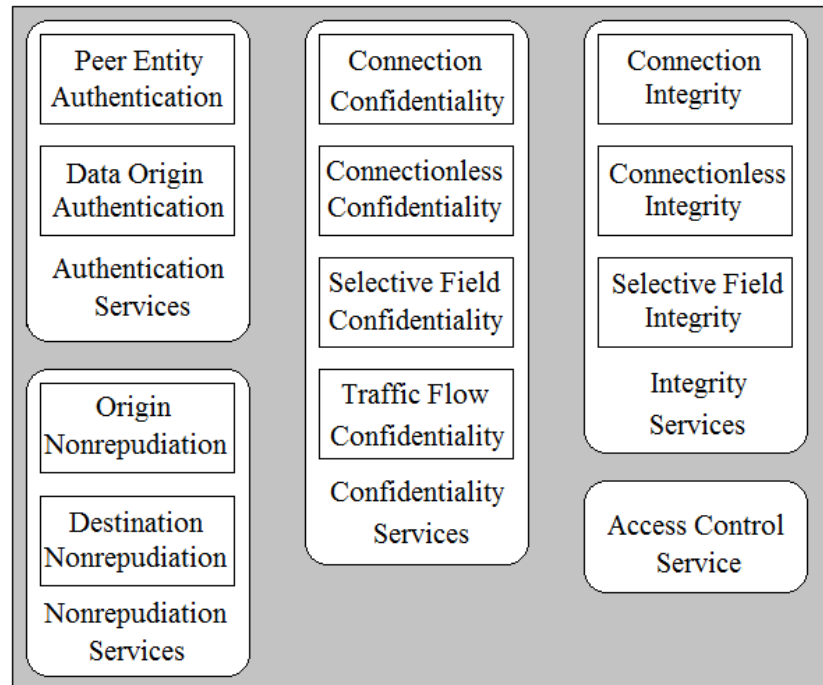 Peer Entity
Authentication
Data Origin
Authentication
Authentication
Services
Origin
Nonrepudiation
Destination
Nonrepudiation
Nonrepudiation
Services
Connection
Confidentiality
Connectionless
Confidentiality
Selective Field
Confidentiality
Traffic Flow
Confidentiality
Confidentiality
Services
Connection
Integrity
Connectionless
Integrity
Selective Field
Integrity
Integrity
Services
Access Control
Service